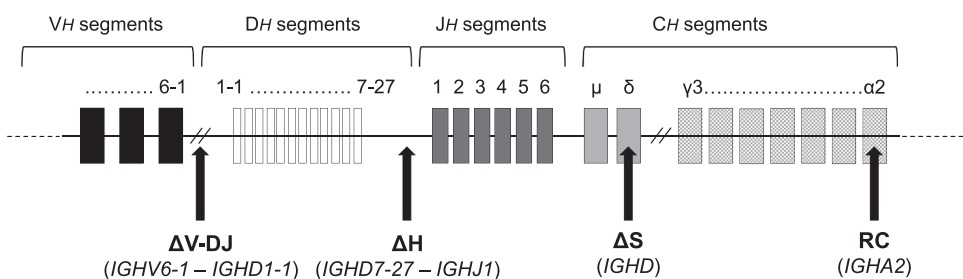 VH segments DH segments JH segments CH segments
........... 6-1 1-1 ................ 7-27 1 2 3 4 5 6 μ δ γ3.........................α2
ΔV-DJ ΔH ΔS RC
(IGHV6-1 – IGHD1-1) (IGHD7-27 – IGHJ1) (IGHD) (IGHA2)